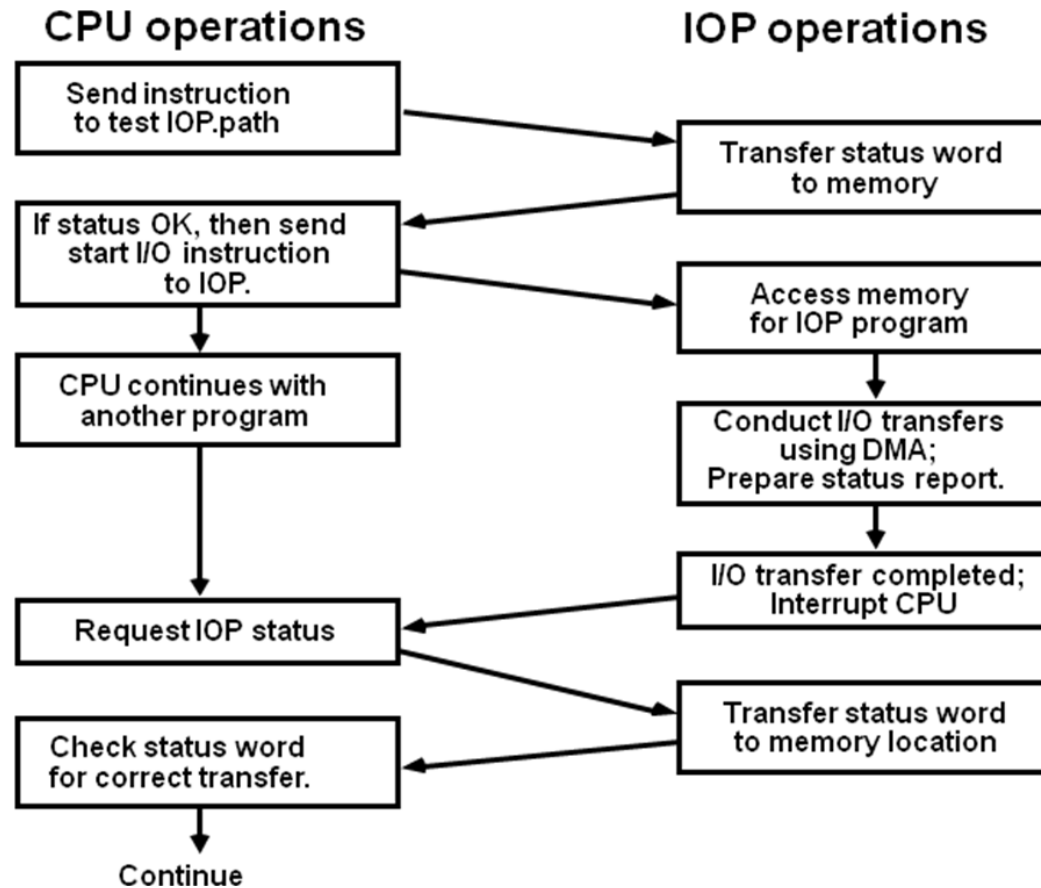 CPU operations
IOP operations
Send instruction
to test IOP.path
Transfer status word
to memory
If status OK, then send
start I/O instruction
to IOP.
Access memory
for IOP program
CPU continues with
another program
Conduct I/O transfers
using DMA;
Prepare status report.
I/O transfer completed;
Interrupt CPU
Request IOP status
Transfer status word
to memory location
Check status word
for correct transfer.
Continue